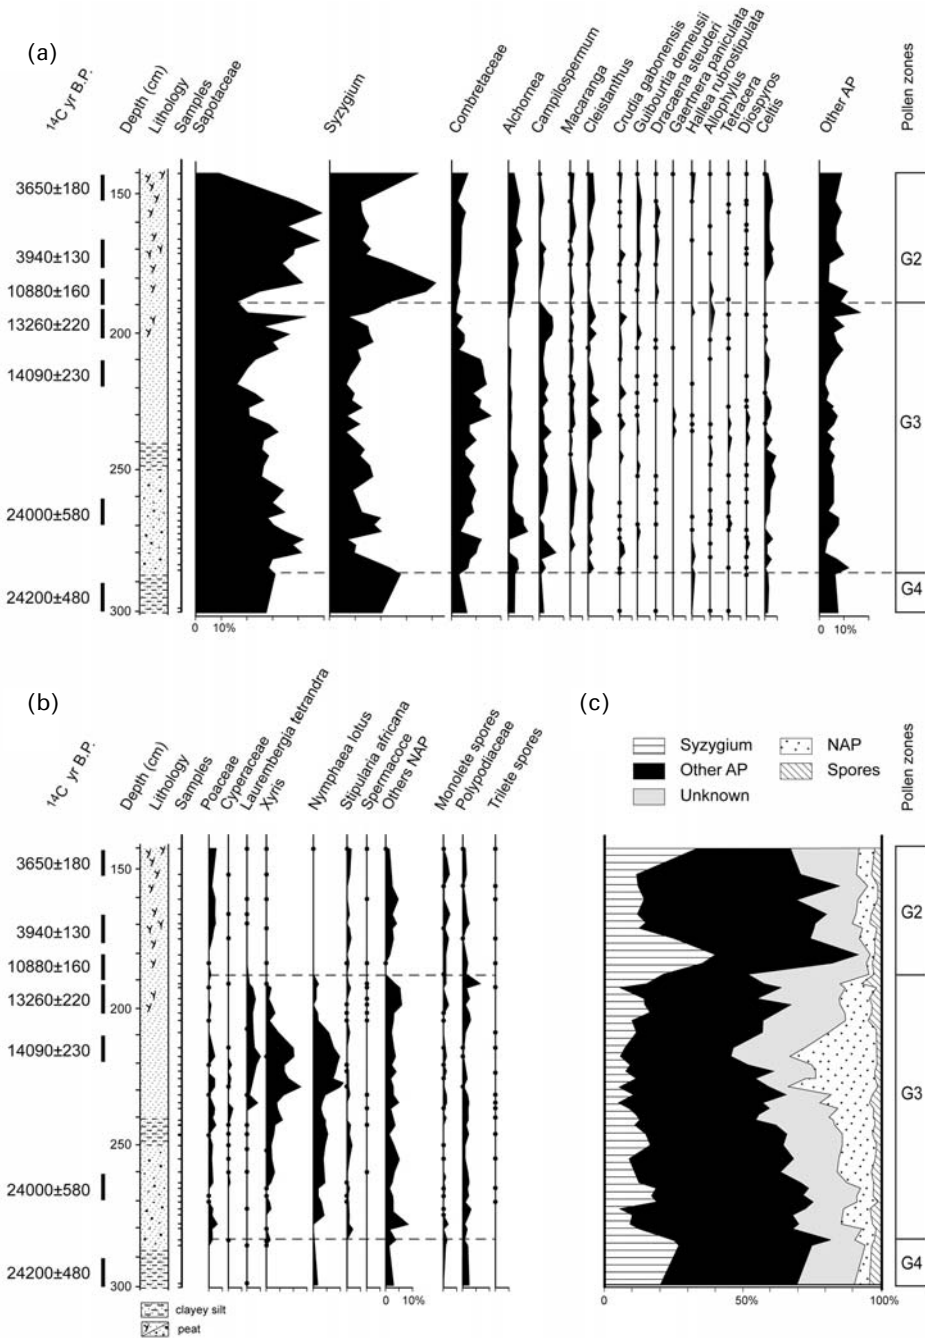 (a)
¹⁴C yr B.P.
Depth (cm)
Lithology
Samples
Sapotaceae
Syzygium
Combretaceae
Alchornea
Campilospermum
Macaranga
Cleistanthus
Crudia gabonensis
Guibourtia demeusii
Dracaena steuderi
Gaertnera paniculata
Hallea rubrostipulata
Allophylus
Tetracera
Diospyros
Celtis
Other AP
Pollen zones
3650±180
150
3940±130
G2
10880±160
13260±220
200
14090±230
G3
250
24000±580
24200±480
G4
300
0 10%
0 10%
(b)
¹⁴C yr B.P.
Depth (cm)
Lithology
Samples
Poaceae
Cyperaceae
Laurembergia tetrandra
Xyris
Nymphaea lotus
Stipularia africana
Spermacoce
Others NAP
Monolete spores
Polypodiaceae
Trilete spores
3650±180
150
3940±130
10880±160
13260±220
200
14090±230
250
24000±580
24200±480
300
0 10%
clayey silt
peat
(c)
Syzygium
NAP
Other AP
Spores
Unknown
Pollen zones
G2
G3
G4
0 50% 100%